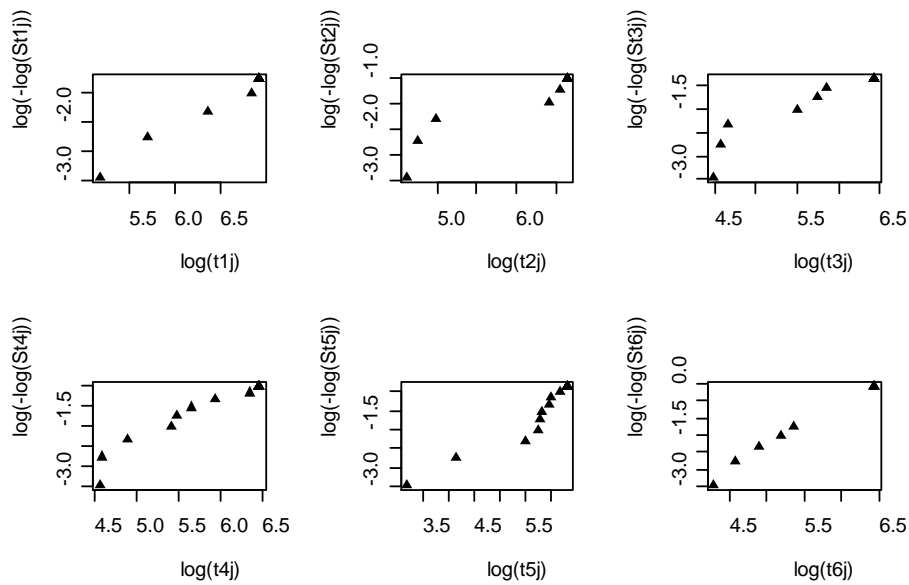 log(-log(St1j))
-2.0
-3.0
5.5 6.0 6.5
log(t1j)
log(-log(St2j))
-1.0
-2.0
-3.0
5.0 6.0
log(t2j)
log(-log(St3j))
-1.5
-3.0
4.5 5.5 6.5
log(t3j)
log(-log(St4j))
-1.5
-3.0
4.5 5.0 5.5 6.0 6.5
log(t4j)
log(-log(St5j))
-1.5
-3.0
3.5 4.5 5.5
log(t5j)
log(-log(St6j))
0.0
-1.5
-3.0
4.5 5.5 6.5
log(t6j)